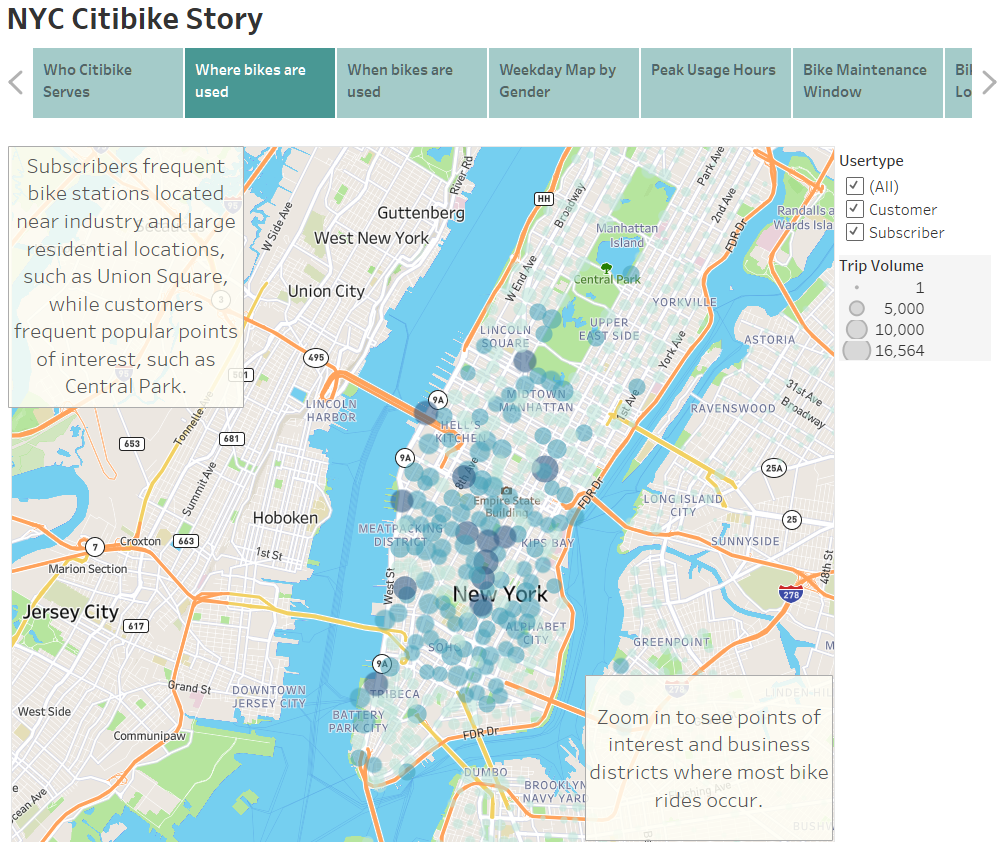 NYC Citibike Story
Who Citibike
Serves
Where bikes are
used
When bikes are
used
Weekday Map by
Gender
Peak Usage Hours
Bike Maintenance
Window
Bi
Lo
Subscribers frequent
bike stations located
near industry and large
residential locations,
such as Union Square,
while customers
frequent popular points
of interest, such as
Central Park.
Usertype
(All)
Customer
Subscriber
Trip Volume
1
5,000
10,000
16,564
River Rd
Park Ave
W Side Ave
HH
Broadway
2nd Ave
Guttenberg
Randalls a
Wards Isla
Manhattan
Island
FDR Dr
West New York
W End Ave
Central Park
Union City
YORKVILLE
3
LINCOLN
SQUARE
UPPER
EAST SIDE
ASTORIA
York Ave
495
501
31st Ave
Broadway
MIDTOWN
MANHATTAN
1st Ave
RAVENSWOOD
LINCOLN
HARBOR
9A
Tonnelle Ave
HELL'S
KITCHEN
653
681
9A
25A
8th Ave
Summit Ave
Empire State
Building
FDR Dr
LONG ISLAND
CITY
Hoboken
25
MEATPACKING
DISTRICT
KIPS BAY
SUNNYSIDE
7
Croxton
663
1st St
Marion Section
48th St
West St
New York
278
Jersey City
617
ALPHABET
CITY
GREENPOINT
SOHO
M
9A
Grand St
DOWNTOWN
JERSEY CITY
TRIBECA
278
LINDEN HIL
West Side
BATTERY
PARK CITY
Communipaw
FDR Dr
Zoom in to see points of
interest and business
districts where most bike
rides occur.
DUMBO
BROOKLYN
NAVY YARD
e
cean Ave
BUSHW